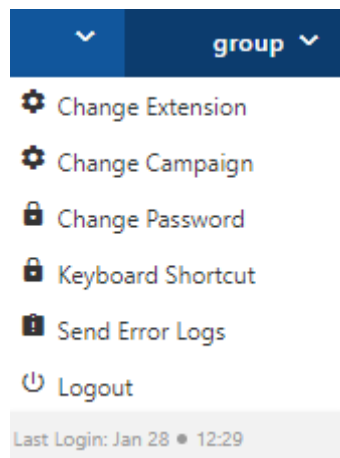 group
Change Extension
Change Campaign
Change Password
Keyboard Shortcut
Send Error Logs
Logout
Last Login: Jan 28 ● 12:29